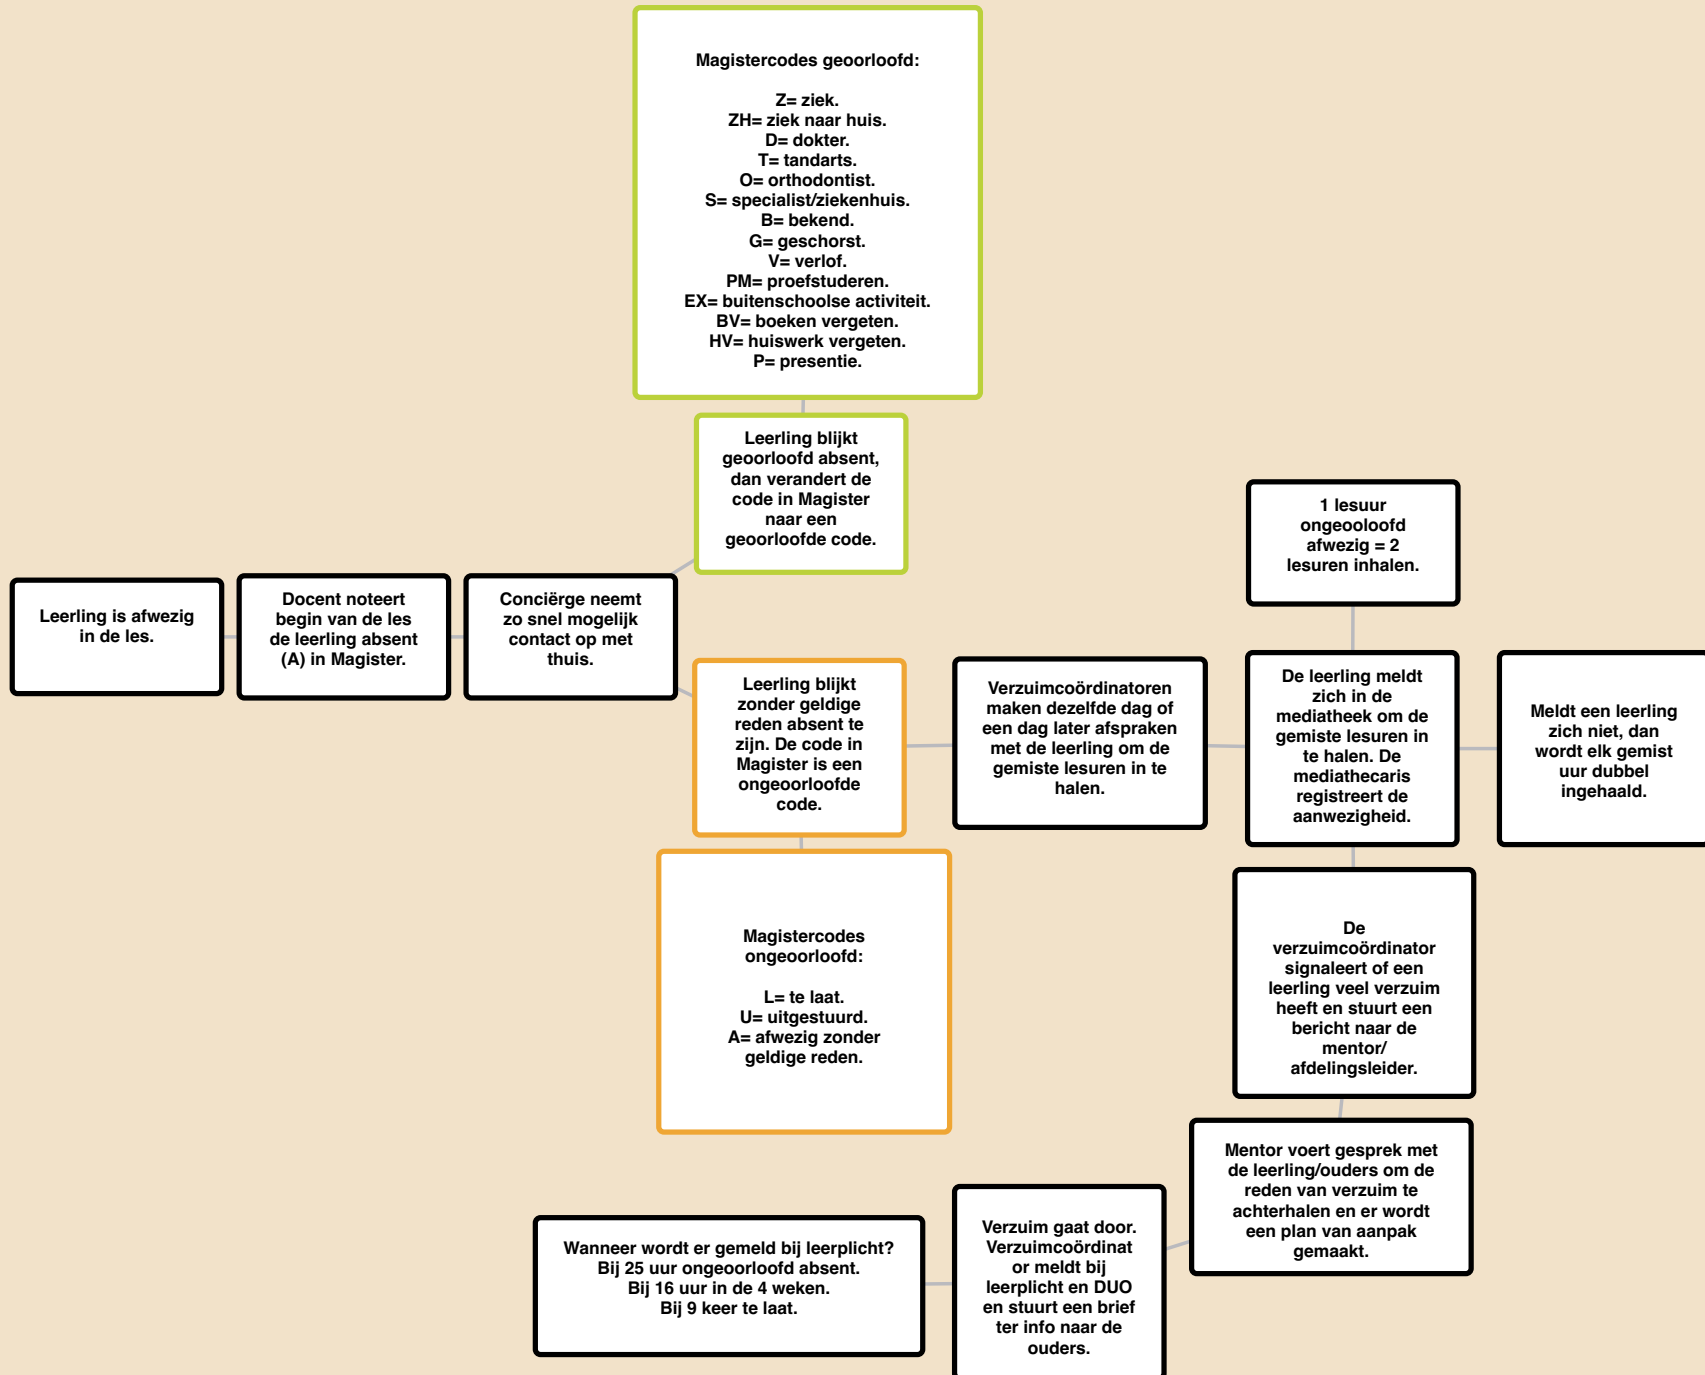 Magistercodes geoorloofd:
Z= ziek.
ZH= ziek naar huis.
D= dokter.
T= tandarts.
O= orthodontist.
S= specialist/ziekenhuis.
B= bekend.
G= geschorst.
V= verlof.
PM= proefstuderen.
EX= buitenschoolse activiteit.
BV= boeken vergeten.
HV= huiswerk vergeten.
P= presentie.
Leerling blijkt
geoorloofd absent,
dan verandert de
code in Magister
naar een
geoorloofde code.
Leerling is afwezig
in de les.
Docent noteert
begin van de les
de leerling absent
(A) in Magister.
Conciërge neemt
zo snel mogelijk
contact op met
thuis.
Leerling blijkt
zonder geldige
reden absent te
zijn. De code in
Magister is een
ongeoorloofde
code.
Magistercodes
ongeoorloofd:
L= te laat.
U= uitgestuurd.
A= afwezig zonder
geldige reden.
Verzuimcoördinatoren
maken dezelfde dag of
een dag later afspraken
met de leerling om de
gemiste lesuren in te
halen.
1 lesuur
ongeooloofd
afwezig = 2
lesuren inhalen.
De leerling meldt
zich in de
mediatheek om de
gemiste lesuren in
te halen. De
mediathecaris
registreert de
aanwezigheid.
Meldt een leerling
zich niet, dan
wordt elk gemist
uur dubbel
ingehaald.
De
verzuimcoördinator
signaleert of een
leerling veel verzuim
heeft en stuurt een
bericht naar de
mentor/
afdelingsleider.
Mentor voert gesprek met
de leerling/ouders om de
reden van verzuim te
achterhalen en er wordt
een plan van aanpak
gemaakt.
Verzuim gaat door.
Verzuimcoördinat
or meldt bij
leerplicht en DUO
en stuurt een brief
ter info naar de
ouders.
Wanneer wordt er gemeld bij leerplicht?
Bij 25 uur ongeoorloofd absent.
Bij 16 uur in de 4 weken.
Bij 9 keer te laat.